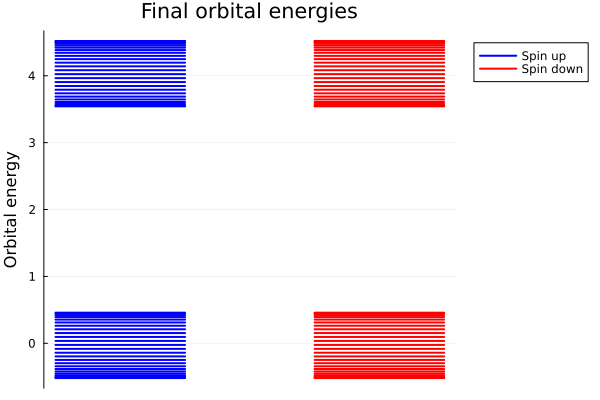 Final orbital energies
Spin up
Spin down
Orbital energy
4
3
2
1
0